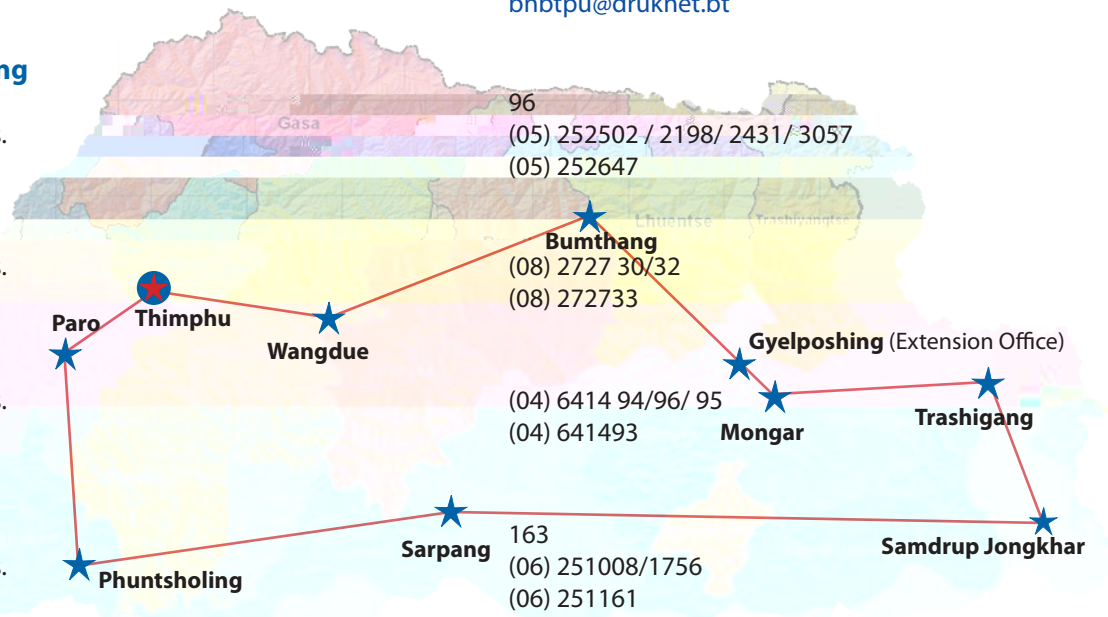 bnbtpu@druknet.bt
ng
96
Gasa
s.
(05) 252502 / 2198/ 2431/ 3057
(05) 252647
Lhuentse
Trashiyangtse
Bumthang
s.
(08) 2727 30/32
(08) 272733
Paro
Thimphu
Wangdue
Gyelposhing (Extension Office)
s.
(04) 6414 94/96/ 95
(04) 641493
Mongar
Trashigang
163
Sarpang
Samdrup Jongkhar
s.
(06) 251008/1756
Phuntsholing
(06) 251161